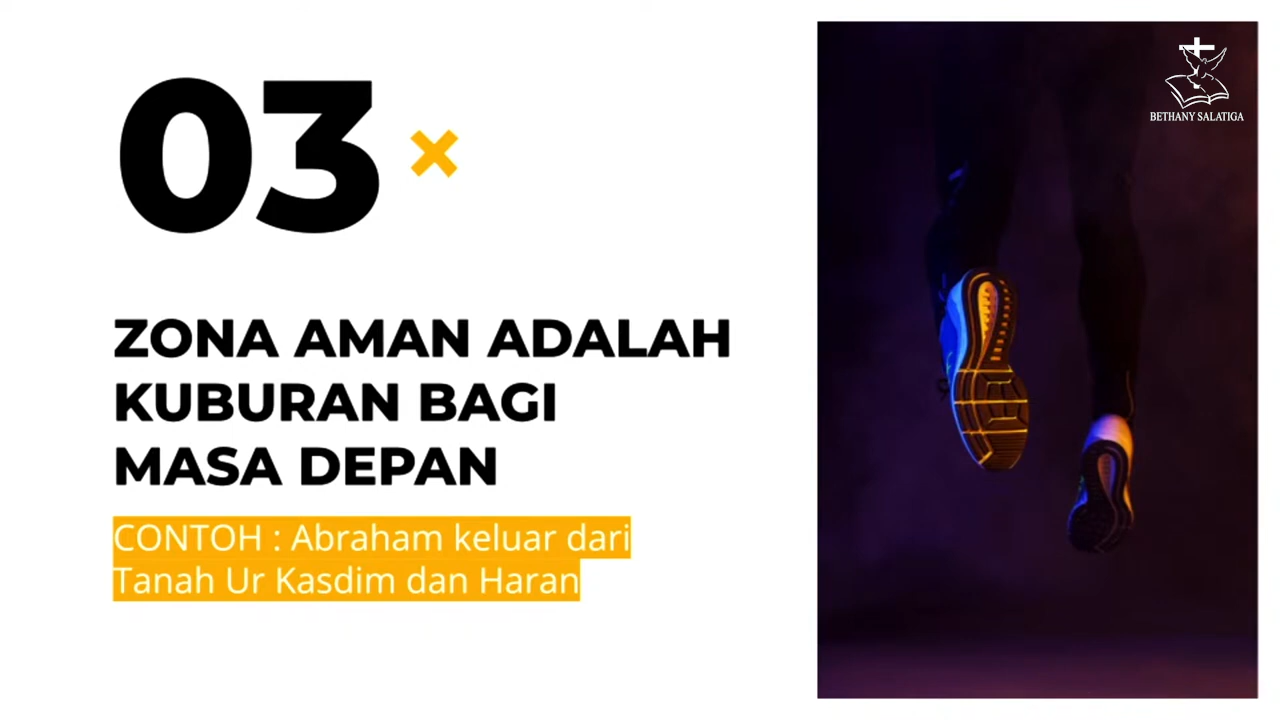 03
ZONA AMAN ADALAH
KUBURAN BAGI
MASA DEPAN
CONTOH : Abraham keluar dari
Tanah Ur Kasdim dan Haran
BETHANY SALATIGA